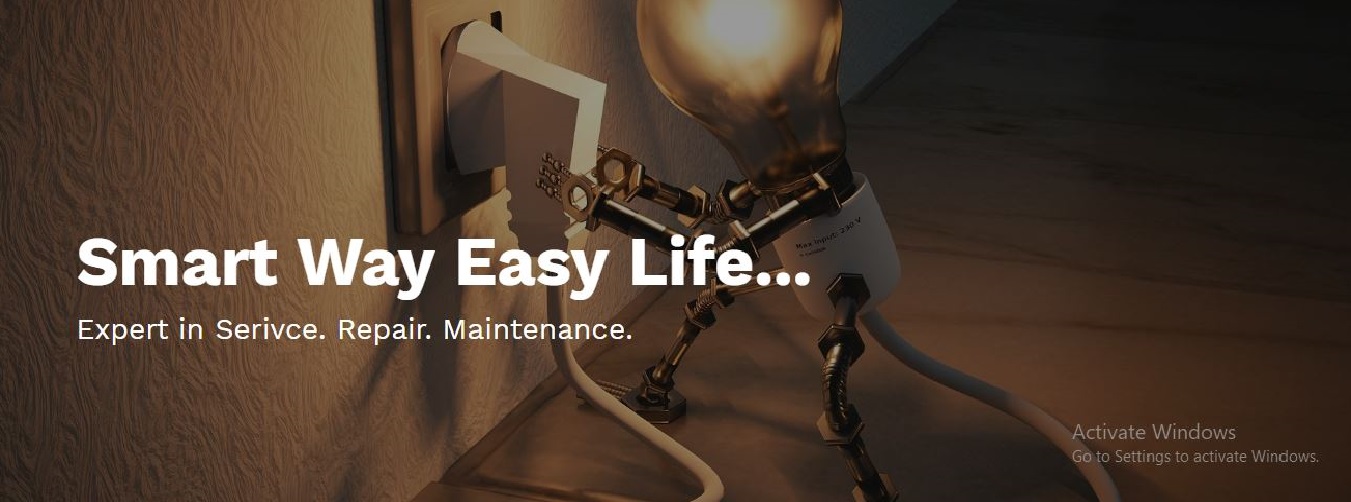 Max Input: 230 V
Smart Way Easy Life...
Expert in Serivce. Repair. Maintenance.
Activate Windows
Go to Settings to activate Windows.